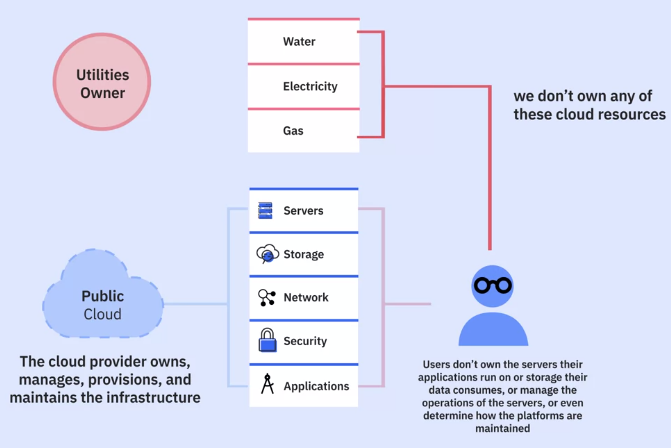 Utilities
Owner
Water
Electricity
Gas
we don’t own any of
these cloud resources
Public
Cloud
The cloud provider owns,
manages, provisions, and
maintains the infrastructure
Servers
Storage
Network
Security
Applications
Users don’t own the servers their
applications run on or storage their
data consumes, or manage the
operations of the servers, or even
determine how the platforms are
maintained